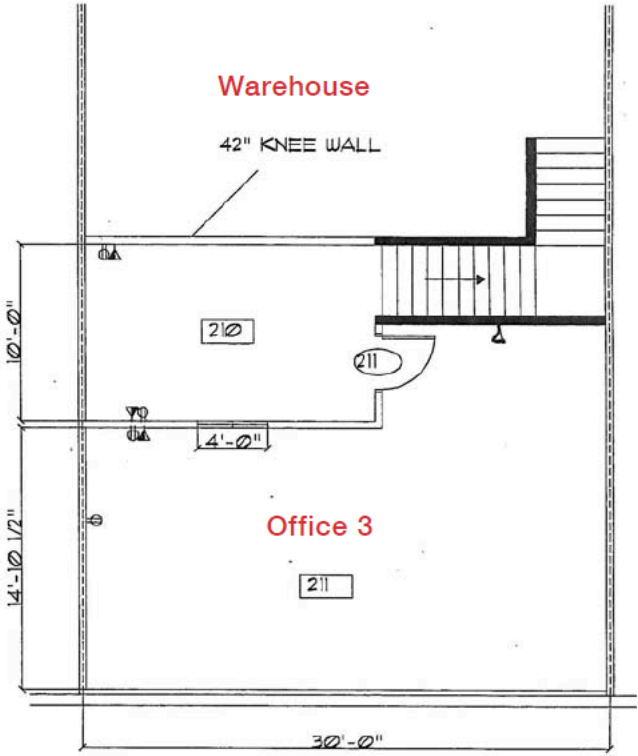 Warehouse
42" KNEE WALL
10'-0"
210
211
4'-0"
Office 3
14'-10 1/2"
211
30'-0"